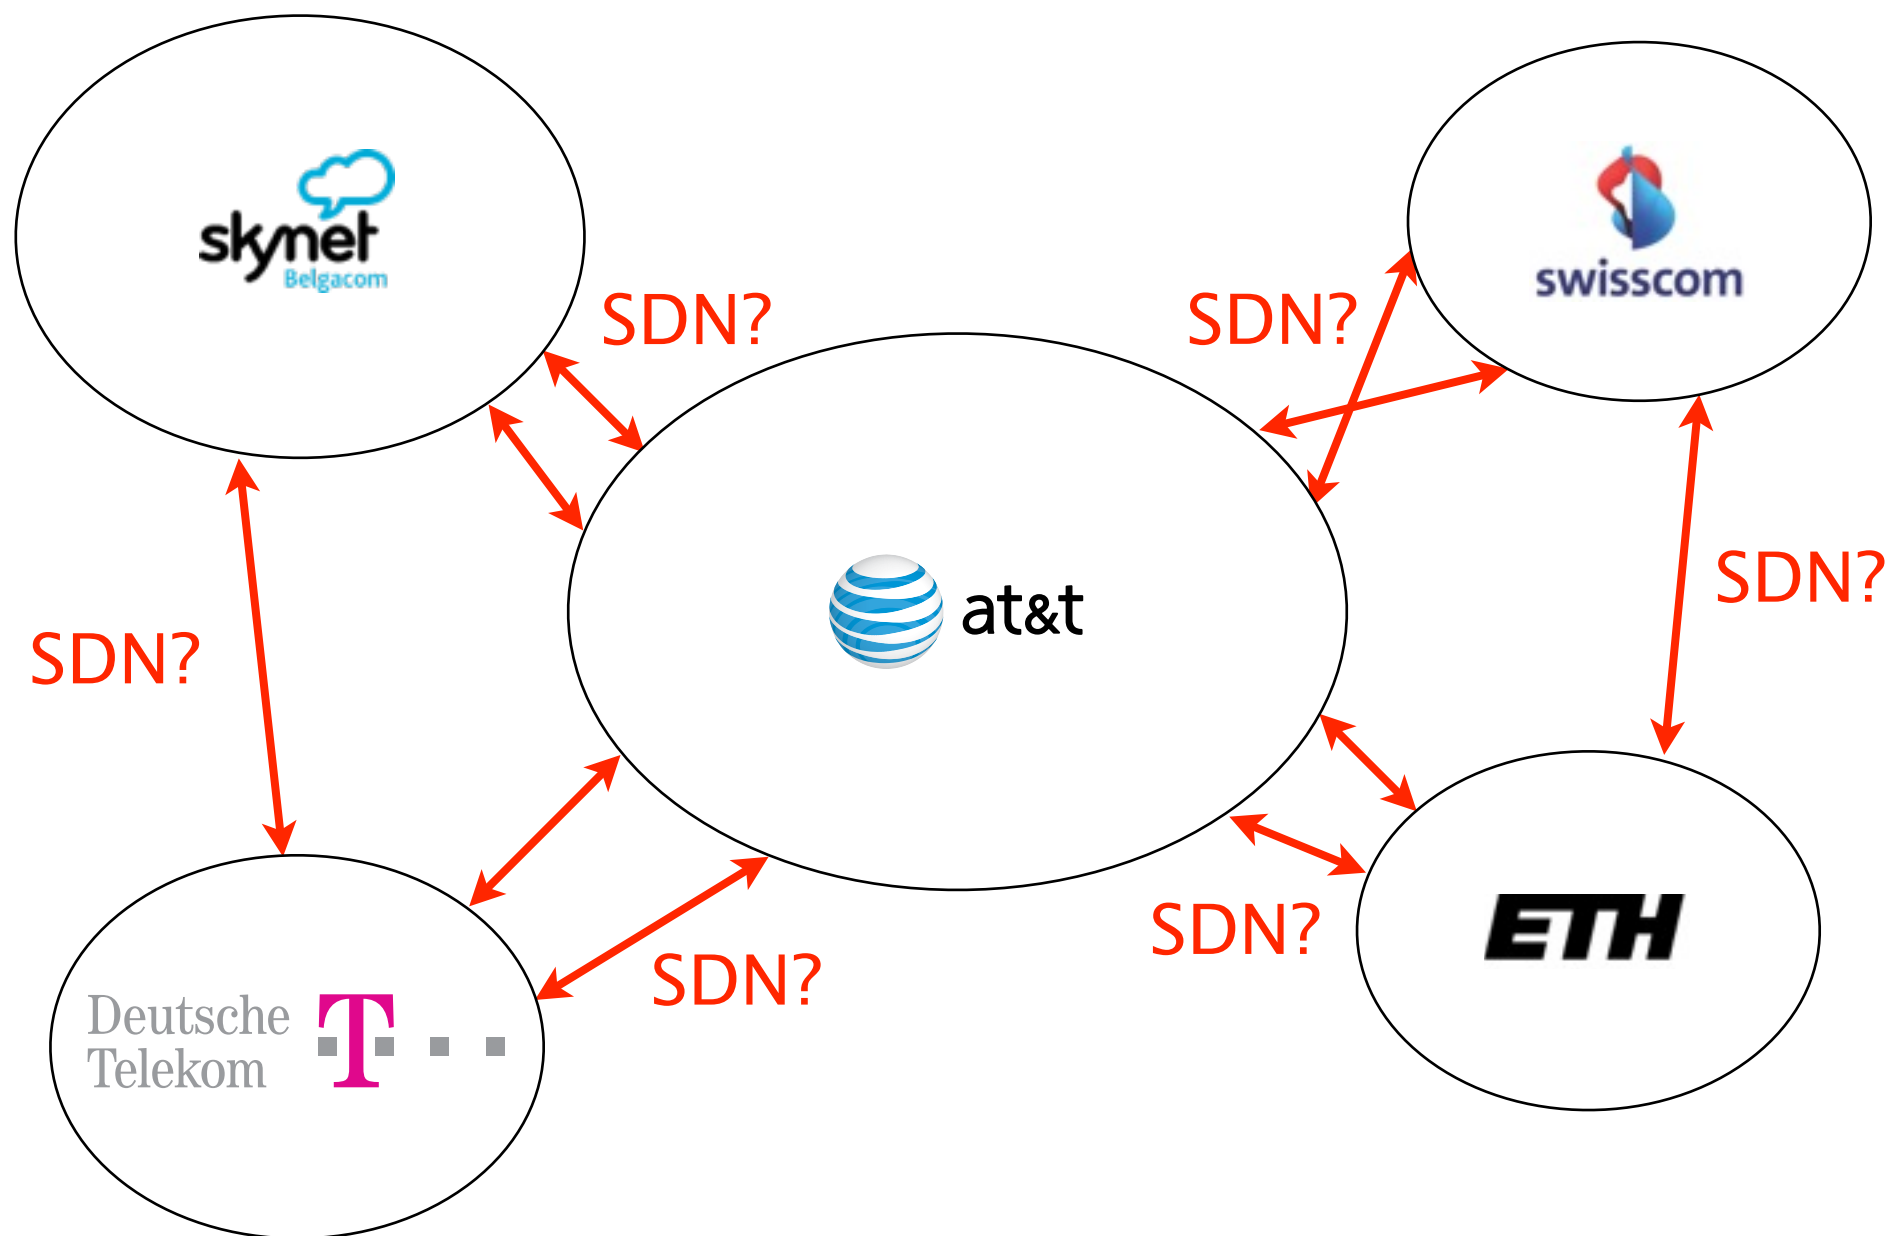 skynet
Belgacom
swisscom
SDN?
SDN?
SDN?
at&t
SDN?
SDN?
ETH
SDN?
Deutsche
Telekom
T